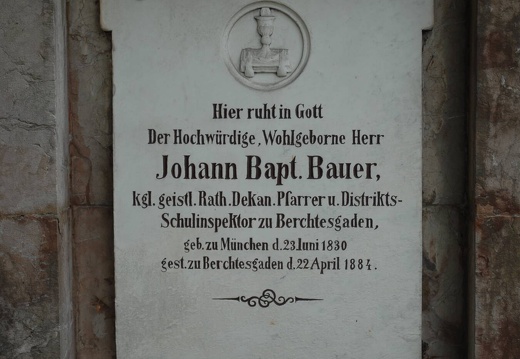 Hier ruht in Gott
Der Hochwürdige, Wohlgeborne Herr
Johann Bapt. Bauer,
kgl. geistl. Rath. Dekan. Pfarrer u. Distrikts-
Schulinspektor zu Berchtesgaden,
geb. zu München d. 23. Juni 1830
gest. zu Berchtesgaden d. 22 April 1884.